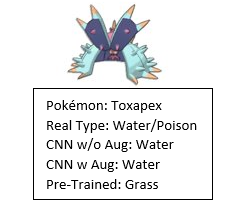 Pokémon: Toxapex
Real Type: Water/Poison
CNN w/o Aug: Water
CNN w Aug: Water
Pre-Trained: Grass